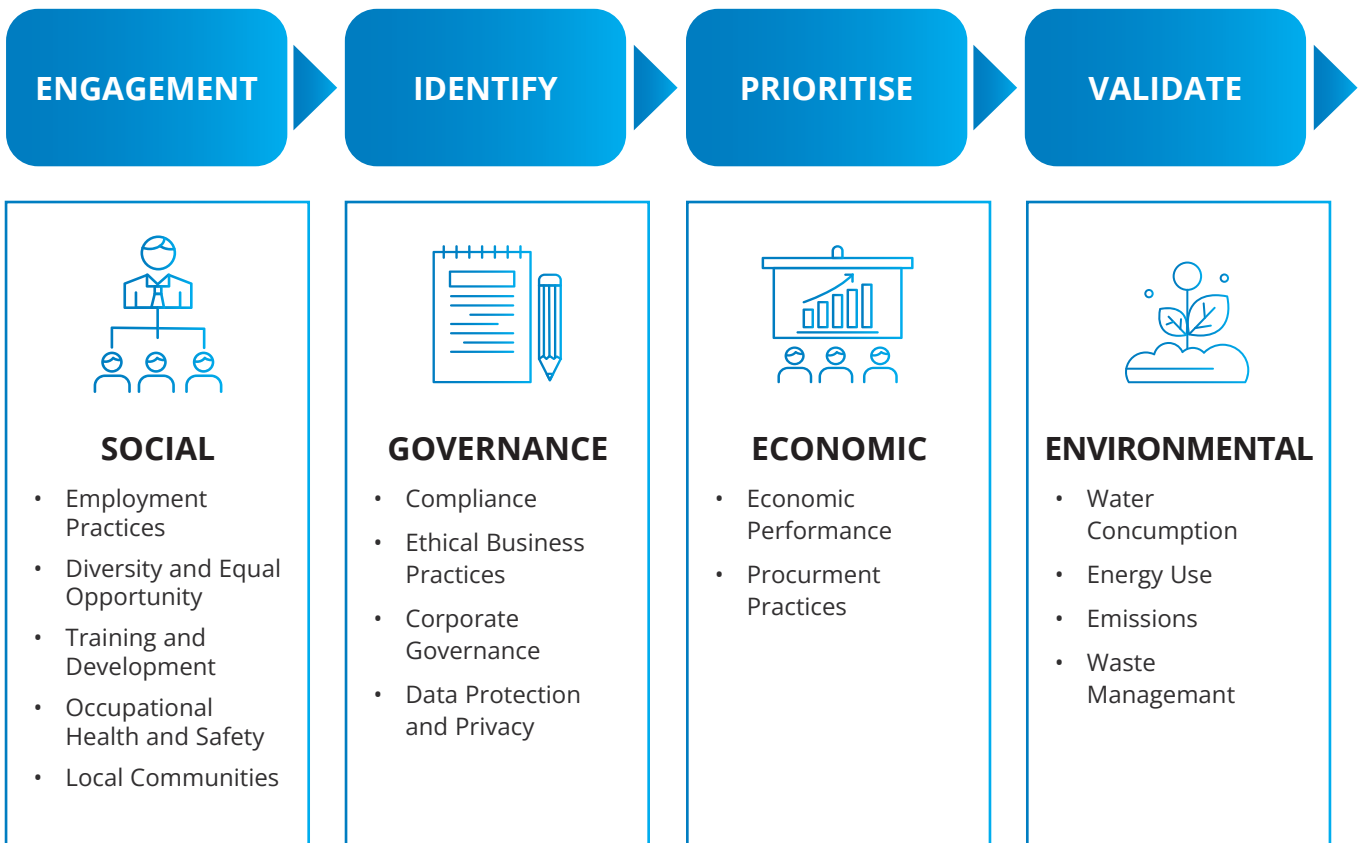 ENGAGEMENT
IDENTIFY
PRIORITISE
VALIDATE
SOCIAL
• Employment
Practices
• Diversity and Equal
Opportunity
• Training and
Development
• Occupational
Health and Safety
• Local Communities
GOVERNANCE
• Compliance
• Ethical Business
Practices
• Corporate
Governance
• Data Protection
and Privacy
ECONOMIC
• Economic
Performance
• Procurment
Practices
ENVIRONMENTAL
• Water
Concumption
• Energy Use
• Emissions
• Waste
Managemant